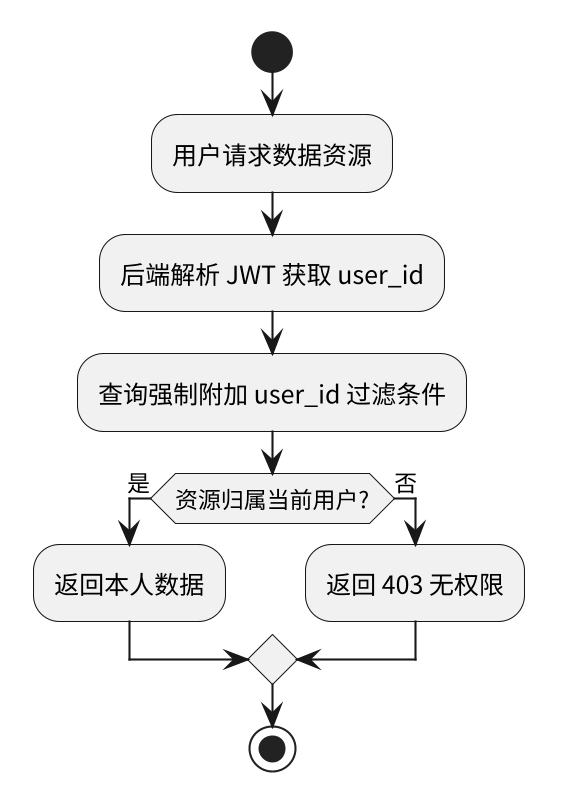 用户请求数据资源
后端解析 JWT 获取 user_id
查询强制附加 user_id 过滤条件
是
资源归属当前用户?
否
返回本人数据
返回 403 无权限